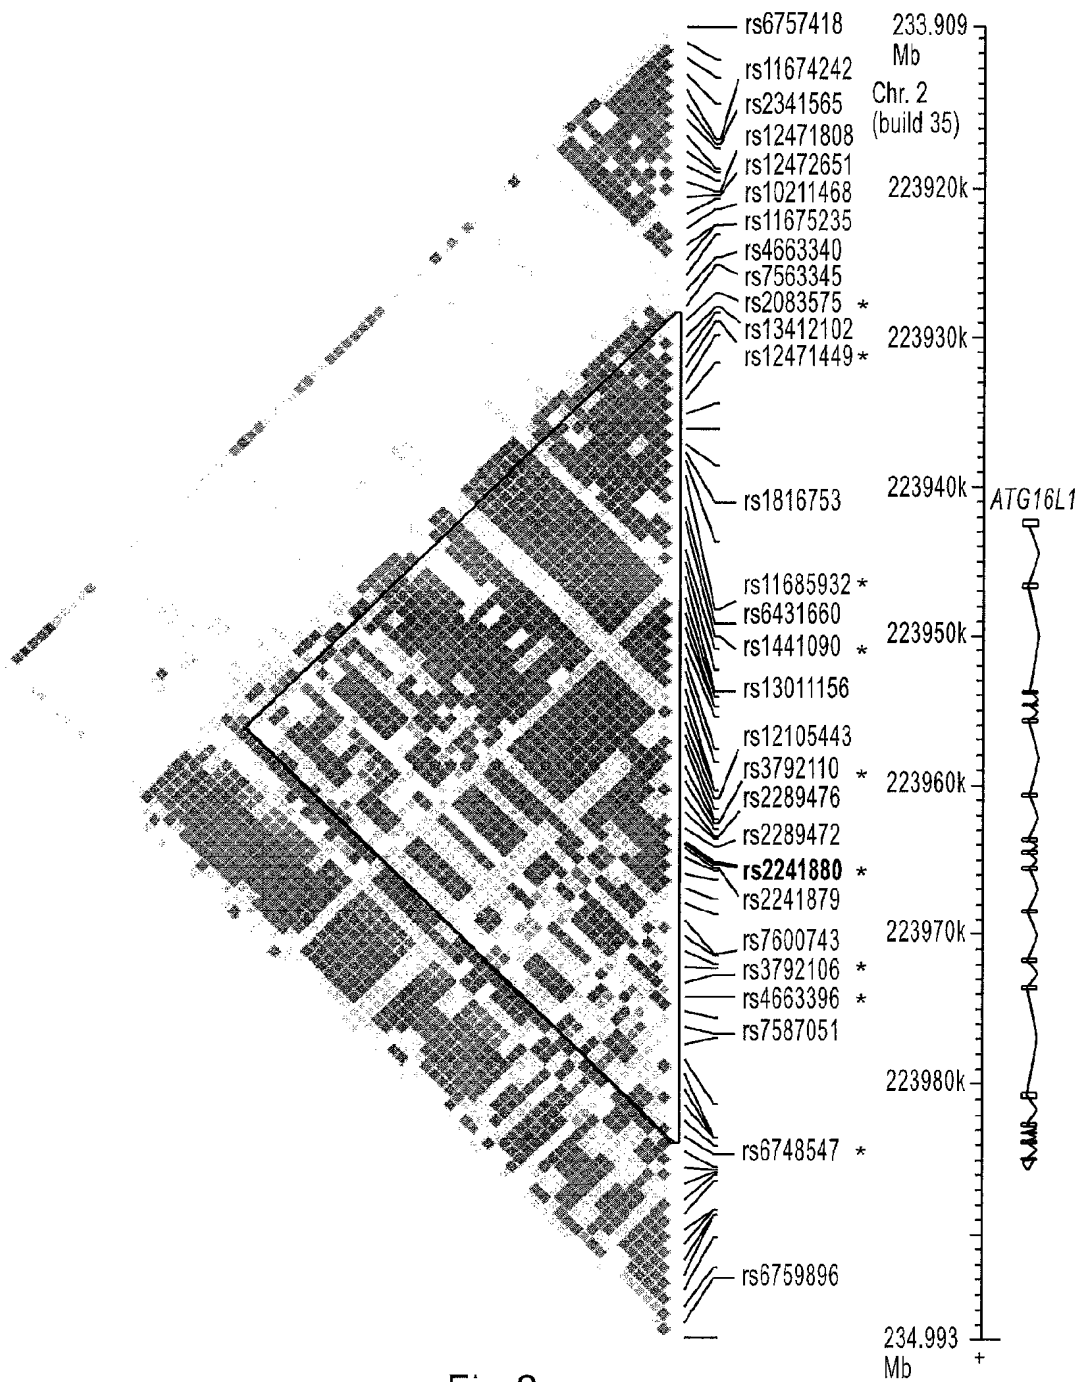 rs6757418
rs11674242
rs2341565
rs12471808
rs12472651
rs10211468
rs11675235
rs4663340
rs7563345
rs2083575 *
rs13412102
rs12471449 *
rs1816753
rs11685932 *
rs6431660
rs1441090 *
rs13011156
rs12105443
rs3792110 *
rs2289476
rs2289472
rs2241880 *
rs2241879
rs7600743
rs3792106 *
rs4663396 *
rs7587051
rs6748547 *
rs6759896
233.909
Mb
Chr. 2
(build 35)
223920k
223930k
223940k
223950k
223960k
223970k
223980k
234.993
Mb
+
ATG16L1